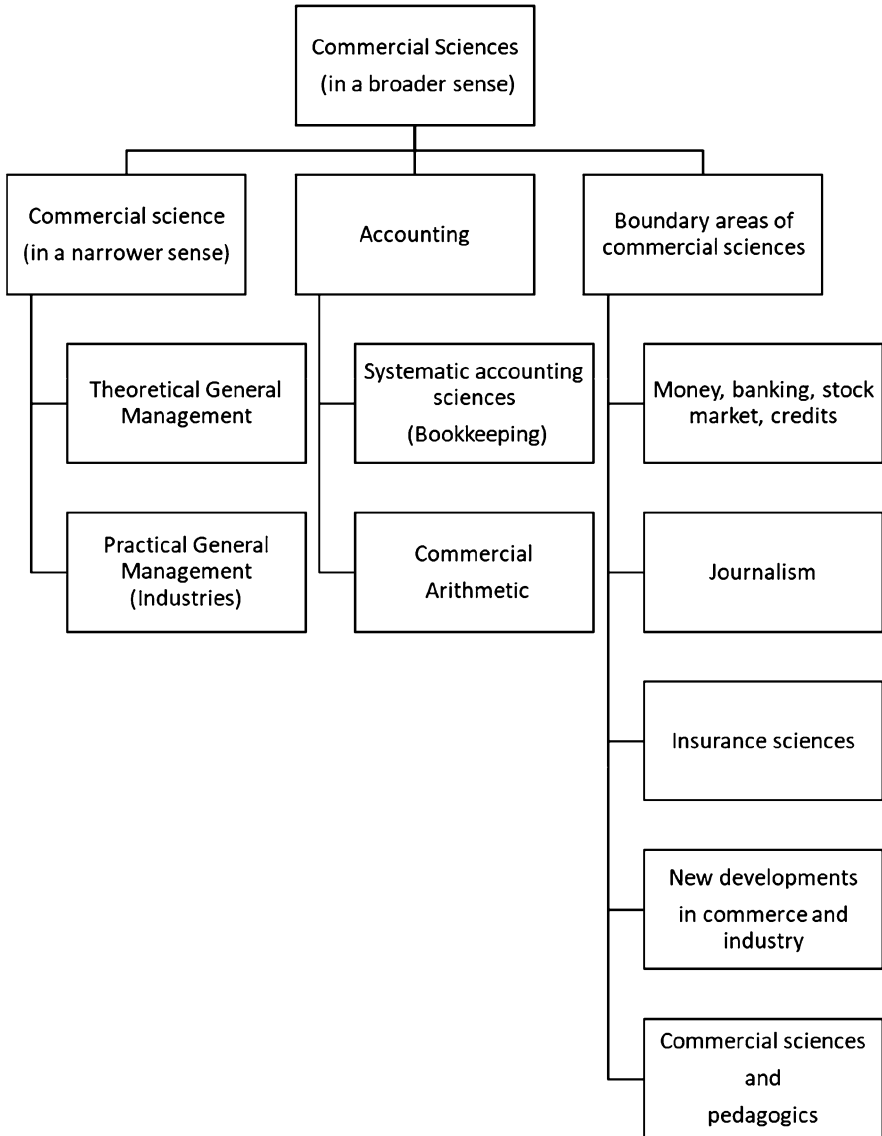 Commercial Sciences
(in a broader sense)
Commercial science
(in a narrower sense)
Accounting
Boundary areas of
commercial sciences
Theoretical General
Management
Practical General
Management
(Industries)
Systematic accounting
sciences
(Bookkeeping)
Commercial
Arithmetic
Money, banking, stock
market, credits
Journalism
Insurance sciences
New developments
in commerce and
industry
Commercial sciences
and
pedagogics